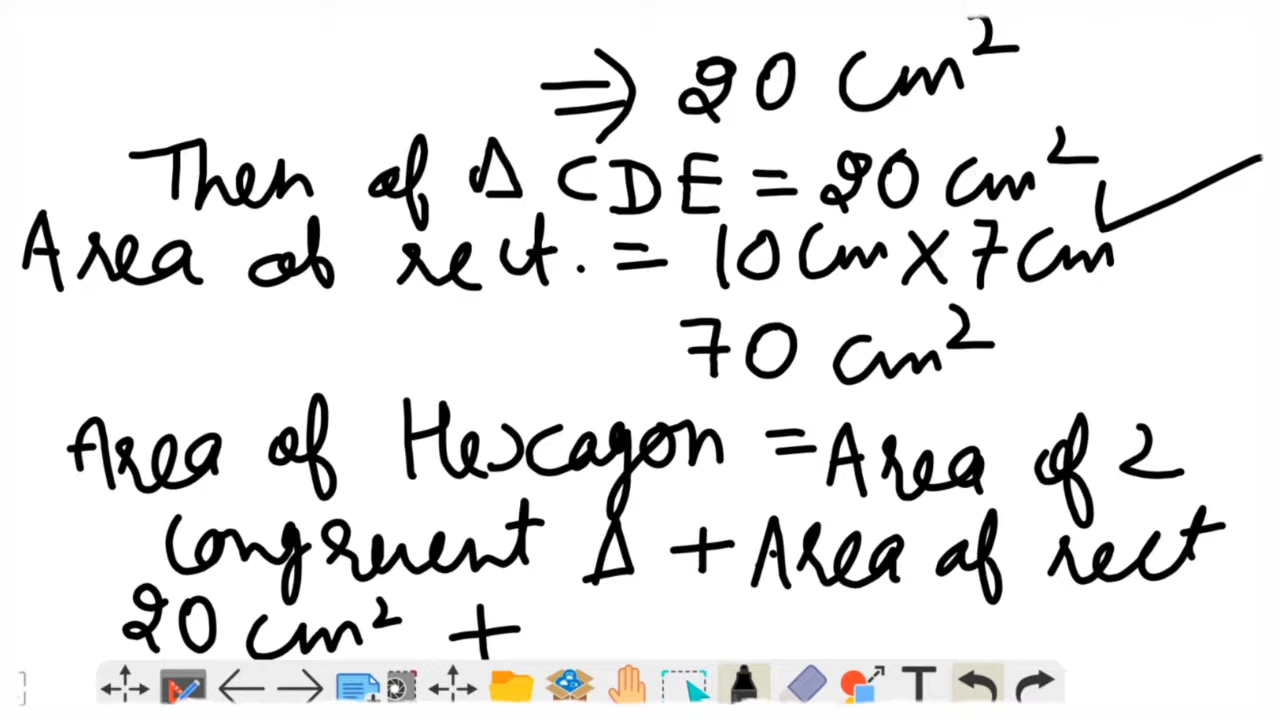 ⇒ 20 cm²
Then of Δ CDE = 20 cm²
Area of rect. = 10 cm × 7 cm
70 cm²
Area of Hexagon = Area of 2
congruent Δ + Area of rect
20 cm² +